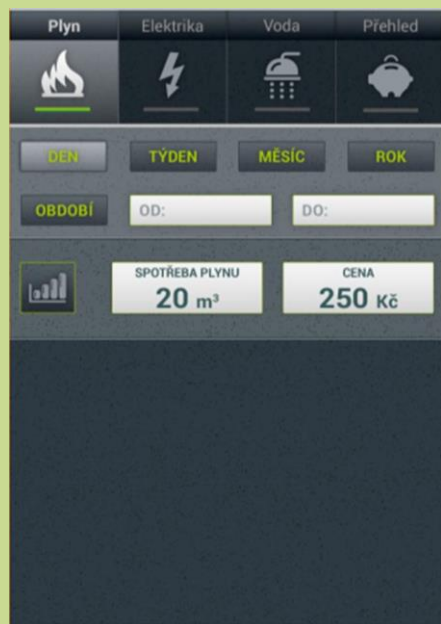 Plyn Elektrika Voda Přehled
DEN TÝDEN MĚSÍC ROK
OBDOBÍ OD: DO:
SPOTŘEBA PLYNU CENA
20 m³ 250 Kč